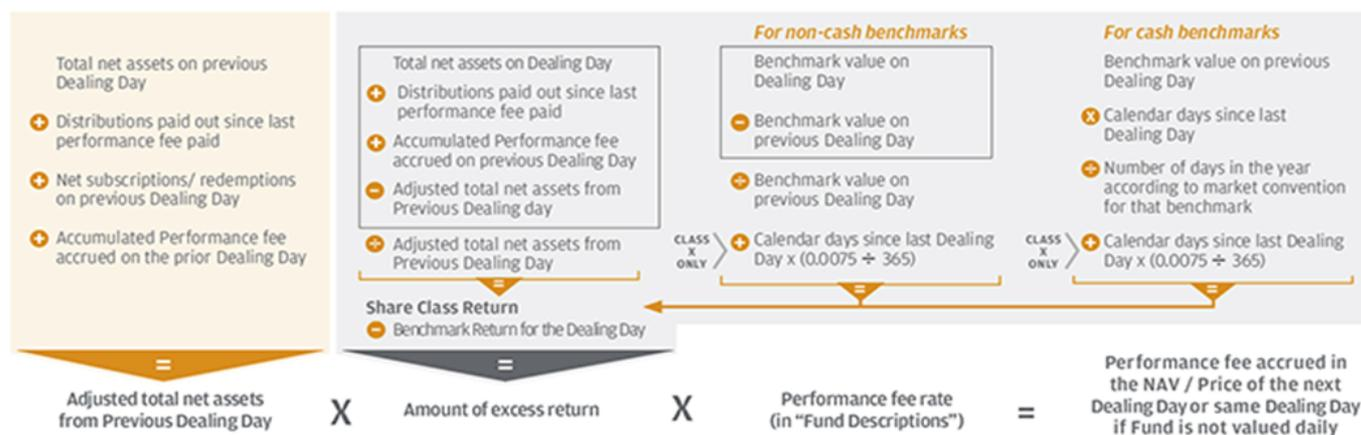 Total net assets on previous
Dealing Day
+ Distributions paid out since last
performance fee paid
+ Net subscriptions/ redemptions
on previous Dealing Day
+ Accumulated Performance fee
accrued on the prior Dealing Day
=
Adjusted total net assets
from Previous Dealing Day
X
Total net assets on Dealing Day
+ Distributions paid out since last
performance fee paid
+ Accumulated Performance fee
accrued on previous Dealing Day
− Adjusted total net assets from
Previous Dealing day
÷ Adjusted total net assets from
Previous Dealing Day
=
Share Class Return
− Benchmark Return for the Dealing Day
=
Amount of excess return
X
For non-cash benchmarks
Benchmark value on
Dealing Day
− Benchmark value on
previous Dealing Day
÷ Benchmark value on
previous Dealing Day
CLASS
X
ONLY
+ Calendar days since last Dealing
Day x (0.0075 ÷ 365)
=
Performance fee rate
(in “Fund Descriptions”)
=
For cash benchmarks
Benchmark value on previous
Dealing Day
x Calendar days since last
Dealing Day
÷ Number of days in the year
according to market convention
for that benchmark
CLASS
X
ONLY
+ Calendar days since last Dealing
Day x (0.0075 ÷ 365)
=
Performance fee accrued in
the NAV / Price of the next
Dealing Day or same Dealing Day
if Fund is not valued daily